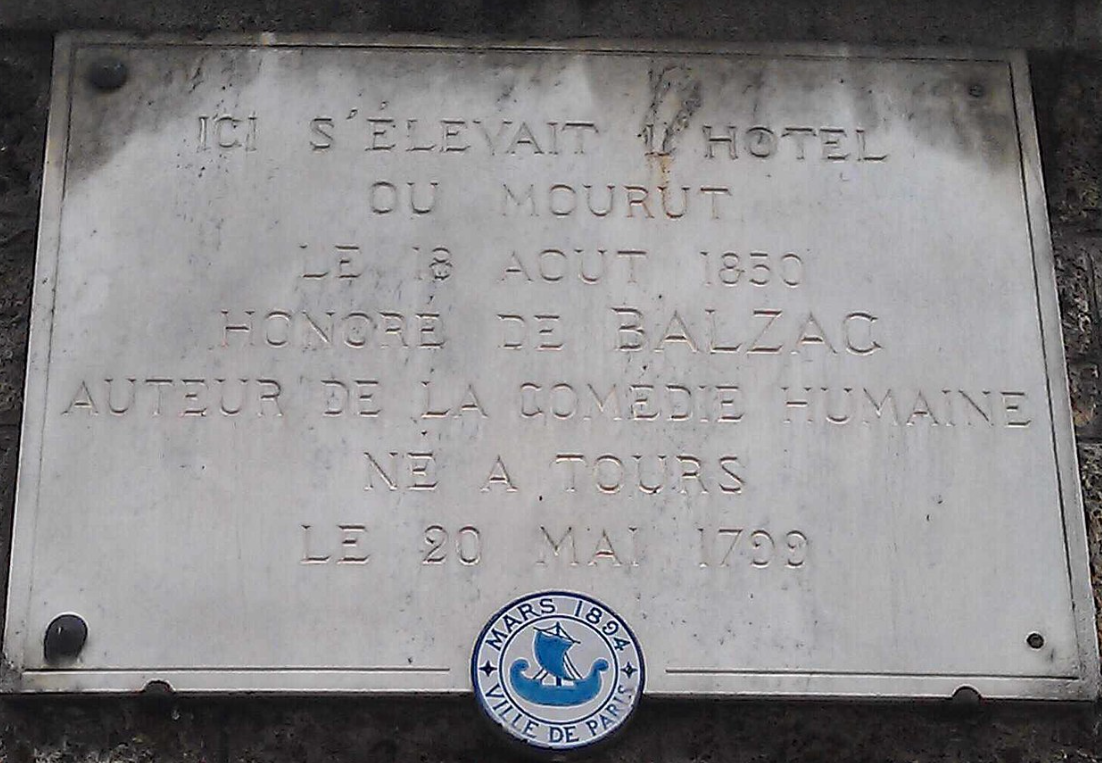 ICI S'ÉLEVAIT L'HÔTEL
OU MOURUT
LE 18 AOUT 1850
HONORÉ DE BALZAC
AUTEUR DE LA COMÉDIE HUMAINE
NÉ A TOURS
LE 20 MAI 1799
MARS 1894
VILLE DE PARIS